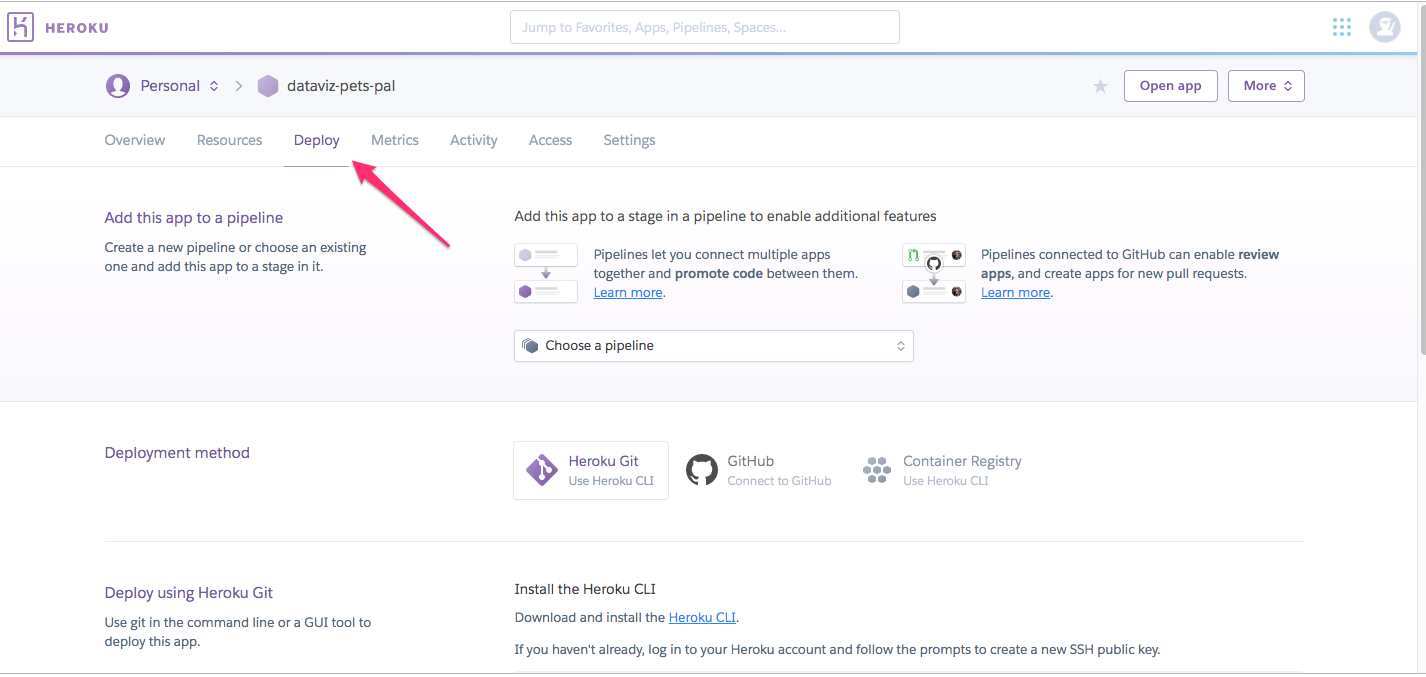 HEROKU
Jump to Favorites, Apps, Pipelines, Spaces...
Personal
dataviz-pets-pal
Open app
More
Overview
Resources
Deploy
Metrics
Activity
Access
Settings
Add this app to a pipeline
Create a new pipeline or choose an existing
one and add this app to a stage in it.
Add this app to a stage in a pipeline to enable additional features
Pipelines let you connect multiple apps
together and promote code between them.
Learn more.
Pipelines connected to GitHub can enable review
apps, and create apps for new pull requests.
Learn more.
Choose a pipeline
Deployment method
Heroku Git
Use Heroku CLI
GitHub
Connect to GitHub
Container Registry
Use Heroku CLI
Deploy using Heroku Git
Use git in the command line or a GUI tool to
deploy this app.
Install the Heroku CLI
Download and install the Heroku CLI.
If you haven't already, log in to your Heroku account and follow the prompts to create a new SSH public key.